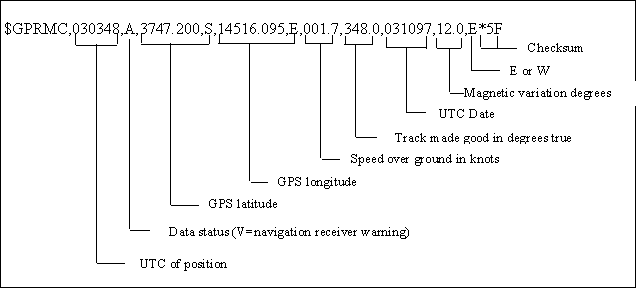 $GPRMC,030348,A,3747.200,S,14516.095,E,001.7,348.0,031097,12.0,E*5F
Checksum
E or W
Magnetic variation degrees
UTC Date
Track made good in degrees true
Speed over ground in knots
GPS longitude
GPS latitude
Data status (V=navigation receiver warning)
UTC of position